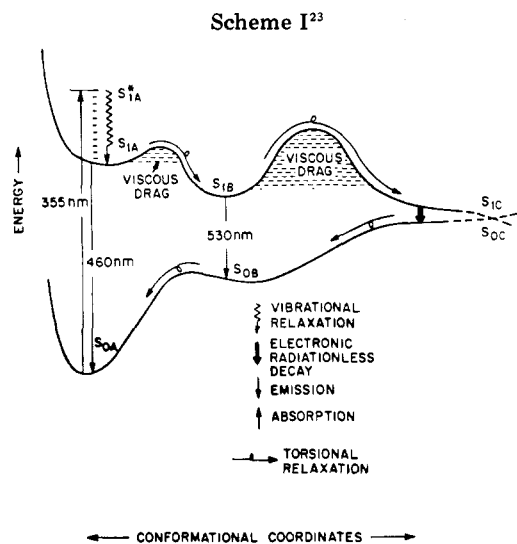 Scheme I²³
S*1A
S1A
VISCOUS
DRAG
S1B
VISCOUS
DRAG
ENERGY
355nm
460nm
530nm
S1C
S0C
S0B
S0A
VIBRATIONAL
RELAXATION
ELECTRONIC
RADIATIONLESS
DECAY
EMISSION
ABSORPTION
TORSIONAL
RELAXATION
CONFORMATIONAL COORDINATES